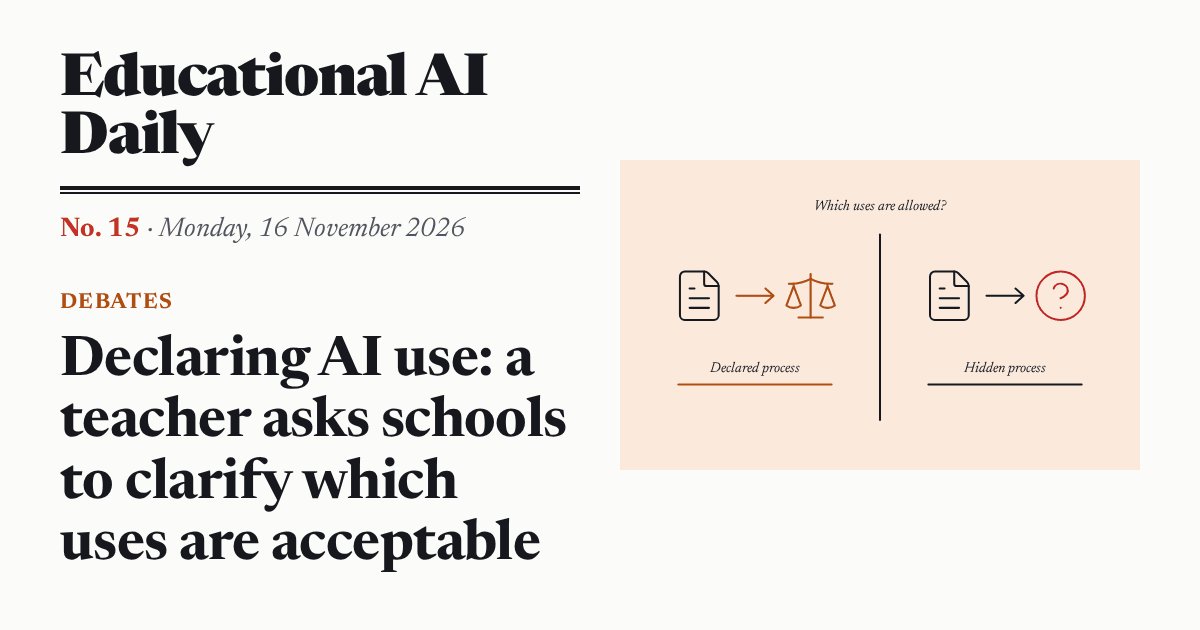 Educational AI
Daily
No. 15 · Monday, 16 November 2026
DEBATES
Declaring AI use: a
teacher asks schools
to clarify which
uses are acceptable
Which uses are allowed?
?
Declared process
Hidden process